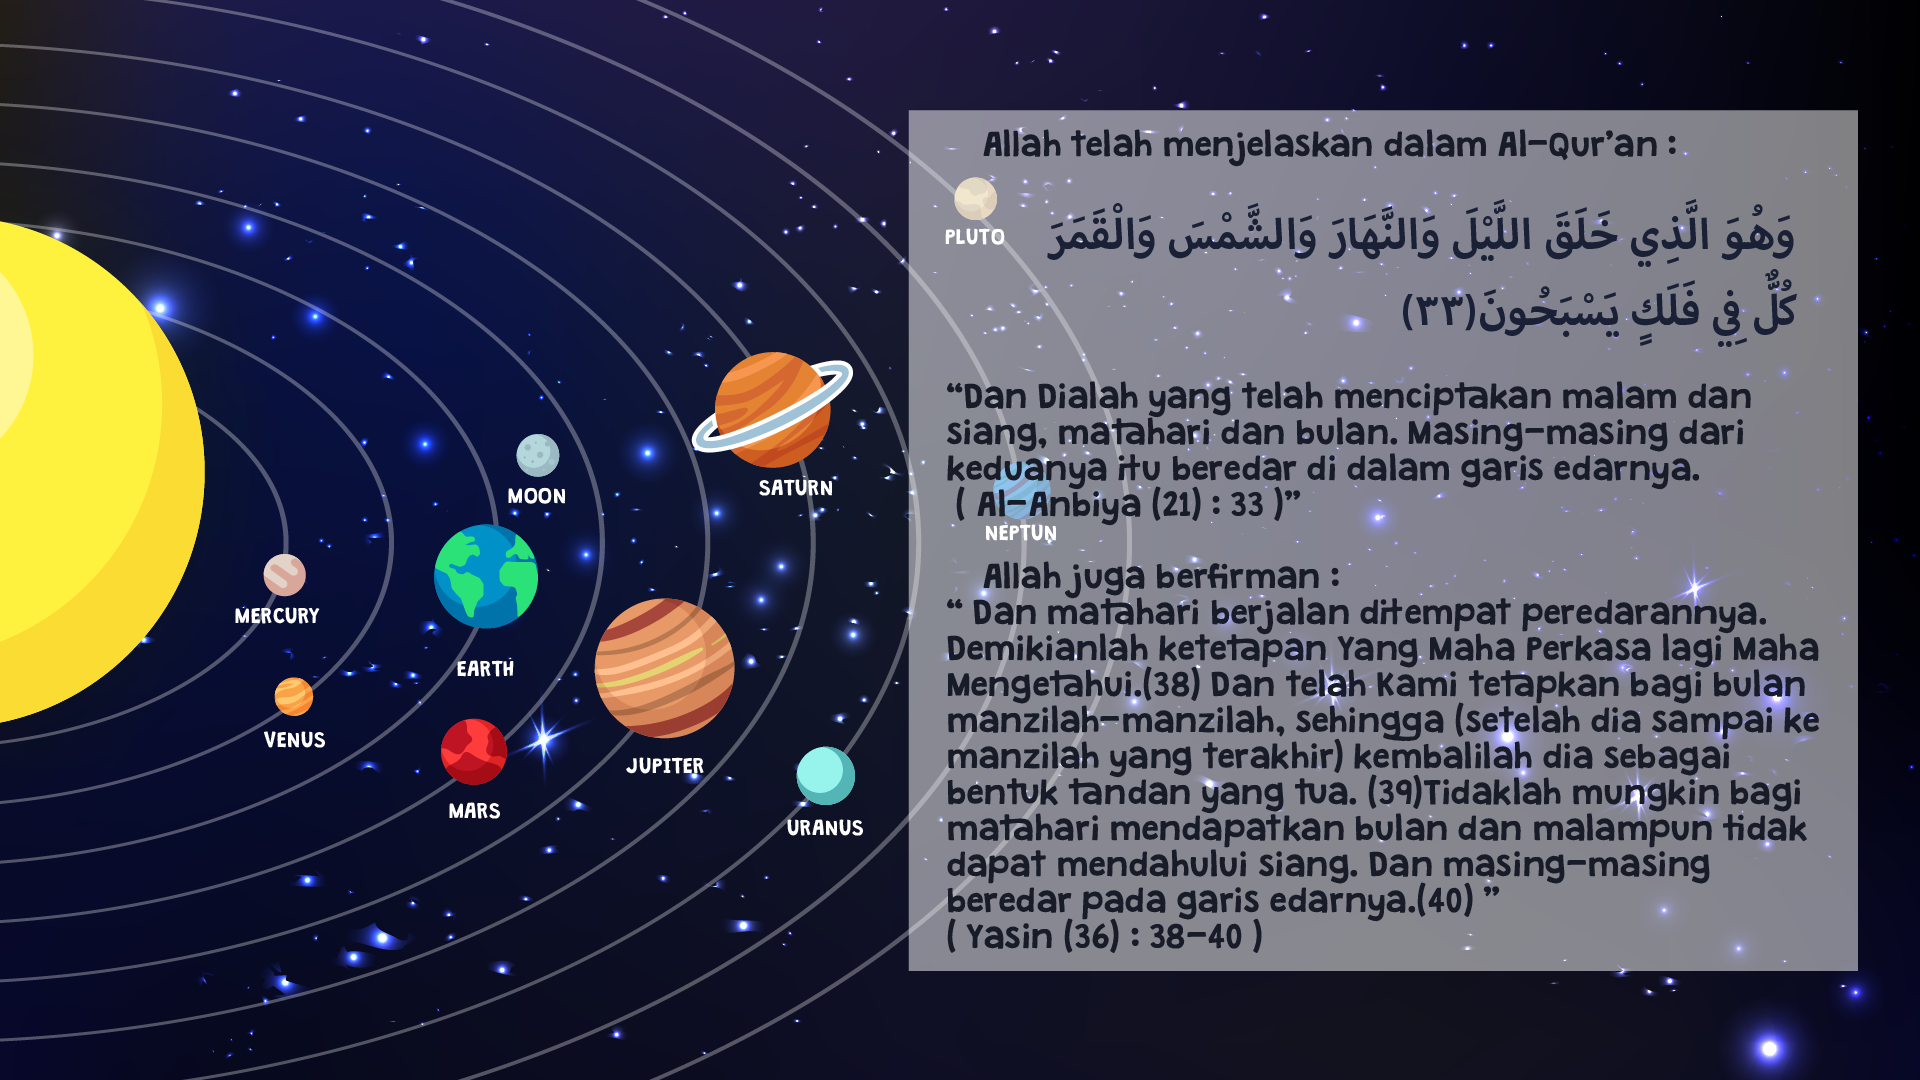 Allah telah menjelaskan dalam Al-Qur'an :
PLUTO
وَهُوَ الَّذِي خَلَقَ اللَّيْلَ وَالنَّهَارَ وَالشَّمْسَ وَالْقَمَرَ
كُلٌّ فِي فَلَكٍ يَسْبَحُونَ(٣٣)
“Dan Dialah yang telah menciptakan malam dan
siang, matahari dan bulan. Masing-masing dari
keduanya itu beredar di dalam garis edarnya.
( Al-Anbiya (21) : 33 )”
NEPTUN
Allah juga berfirman :
“ Dan matahari berjalan ditempat peredarannya.
Demikianlah ketetapan Yang Maha Perkasa lagi Maha
Mengetahui.(38) Dan telah Kami tetapkan bagi bulan
manzilah-manzilah, sehingga (setelah dia sampai ke
manzilah yang terakhir) kembalilah dia sebagai
bentuk tandan yang tua. (39)Tidaklah mungkin bagi
matahari mendapatkan bulan dan malampun tidak
dapat mendahului siang. Dan masing-masing
beredar pada garis edarnya.(40) ”
( Yasin (36) : 38-40 )
SATURN
MOON
MERCURY
EARTH
VENUS
JUPITER
MARS
URANUS